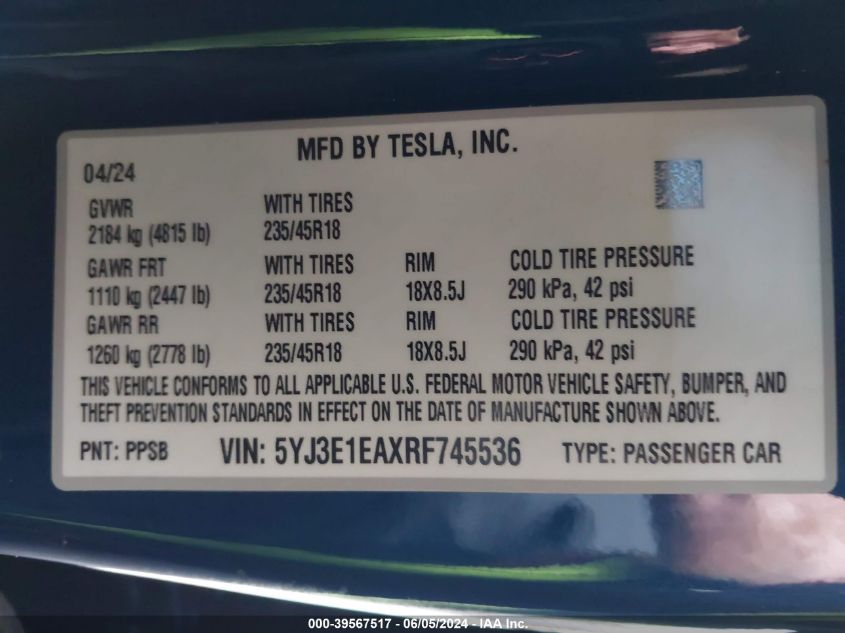 MFD BY TESLA, INC.
04/24
GVWR WITH TIRES
2184 kg (4815 lb) 235/45R18
GAWR FRT WITH TIRES RIM COLD TIRE PRESSURE
1110 kg (2447 lb) 235/45R18 18X8.5J 290 kPa, 42 psi
GAWR RR WITH TIRES RIM COLD TIRE PRESSURE
1260 kg (2778 lb) 235/45R18 18X8.5J 290 kPa, 42 psi
THIS VEHICLE CONFORMS TO ALL APPLICABLE U.S. FEDERAL MOTOR VEHICLE SAFETY, BUMPER, AND
THEFT PREVENTION STANDARDS IN EFFECT ON THE DATE OF MANUFACTURE SHOWN ABOVE.
PNT: PPSB VIN: 5YJ3E1EAXRF745536 TYPE: PASSENGER CAR
000-39567517 - 06/05/2024 - IAA Inc.